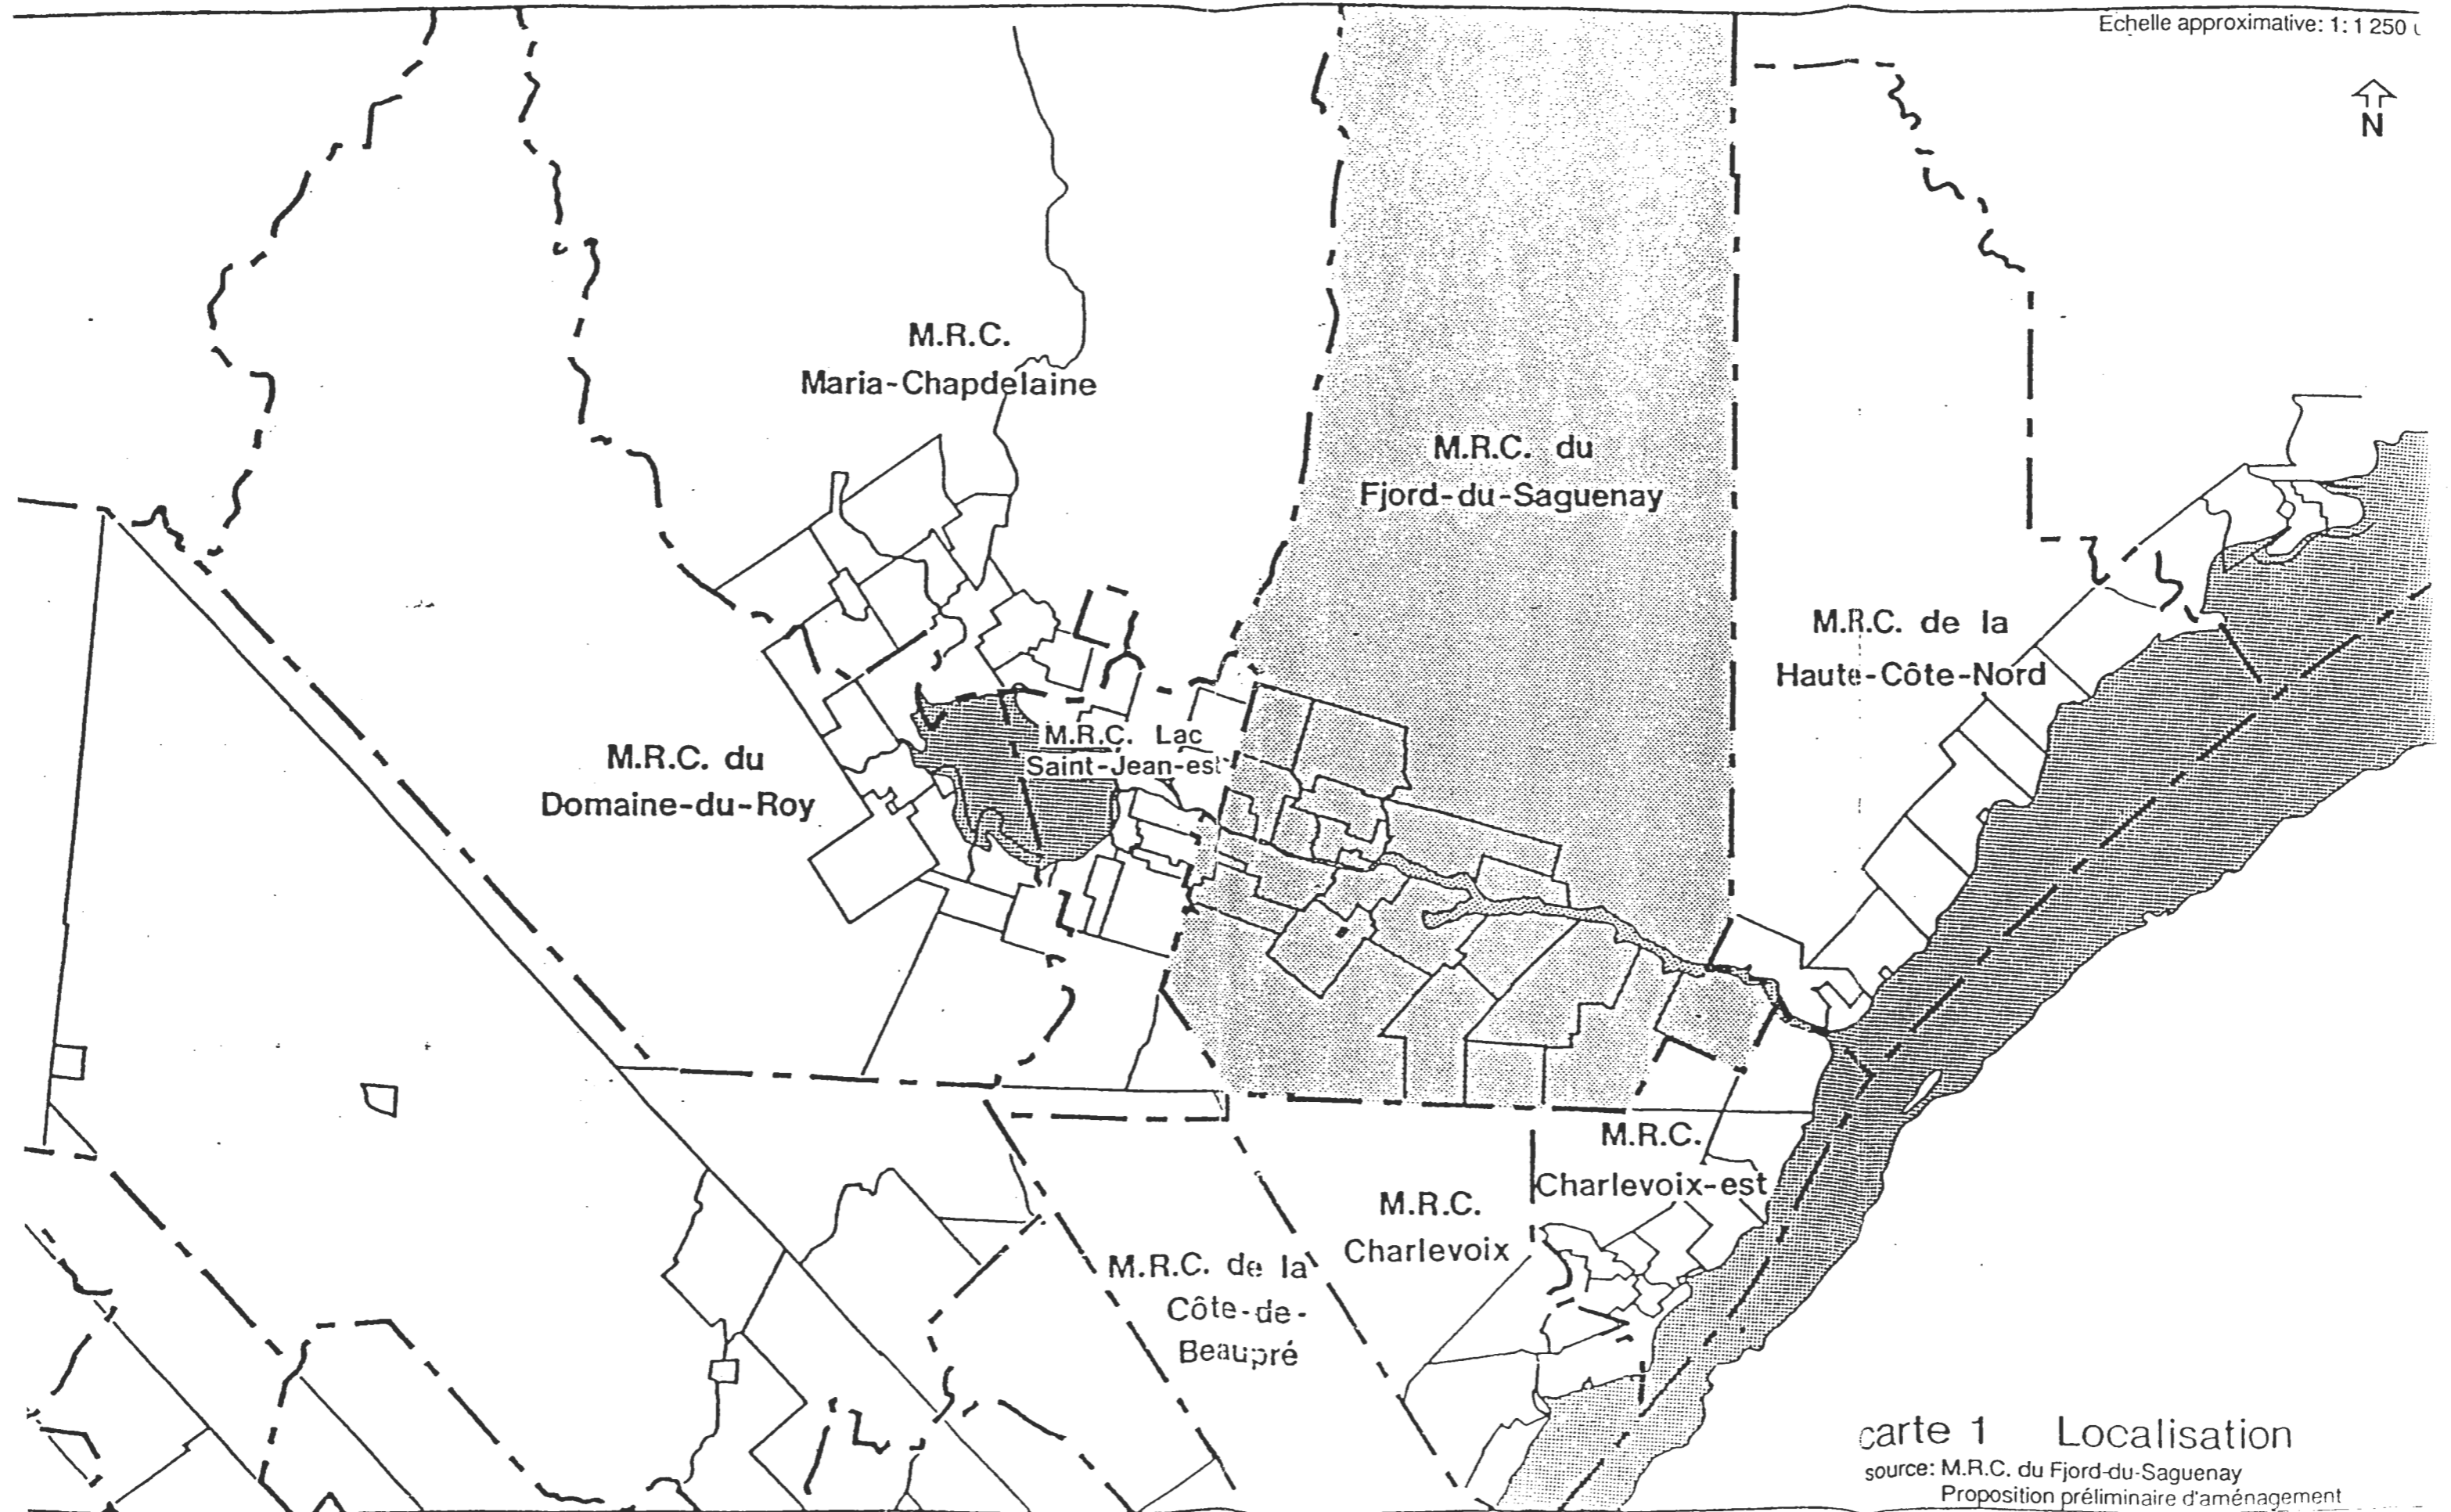 Echelle approximative: 1: 1 250
N
M.R.C.
Maria-Chapdelaine
M.R.C. du
Fjord-du-Saguenay
M.R.C. de la
Haute-Côte-Nord
M.R.C. Lac
Saint-Jean-est
M.R.C. du
Domaine-du-Roy
M.R.C.
Charlevoix-est
M.R.C.
Charlevoix
M.R.C. de la
Côte-de-
Beaupré
carte 1 Localisation
source: M.R.C. du Fjord-du-Saguenay
Proposition préliminaire d'aménagement